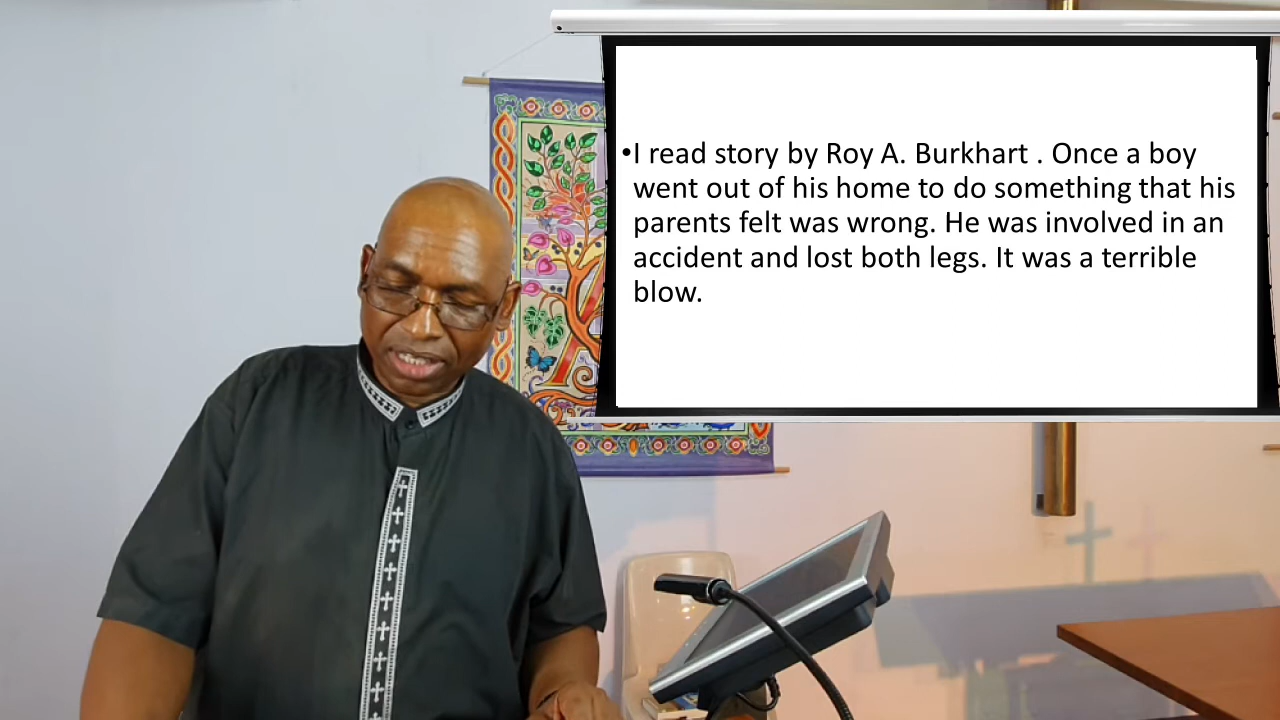 •I read story by Roy A. Burkhart . Once a boy
went out of his home to do something that his
parents felt was wrong. He was involved in an
accident and lost both legs. It was a terrible
blow.